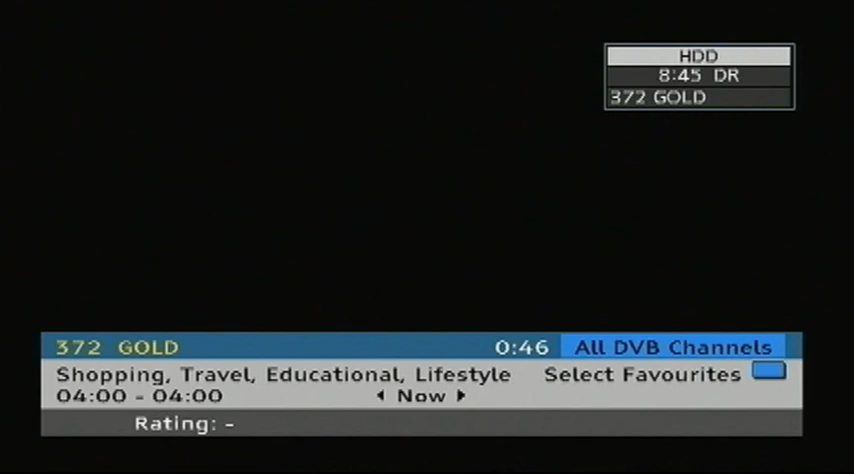 HDD
8:45 DR
372 GOLD
372 GOLD 0:46 All DVB Channels
Shopping, Travel, Educational, Lifestyle Select Favourites
04:00 - 04:00 Now
Rating: -